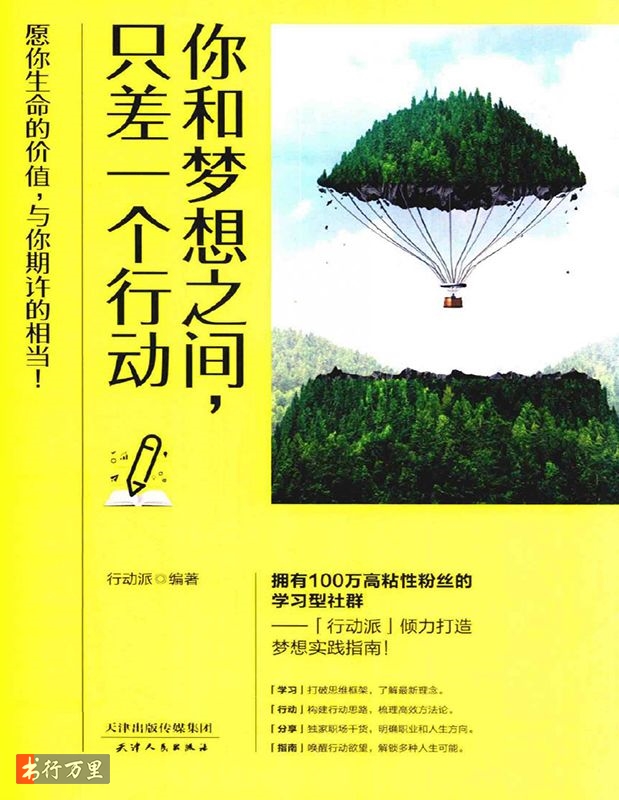 你和梦想之间，
只差一个行动
愿你生命的价值，与你期许的相当！
行动派◎编著
拥有100万高粘性粉丝的
学习型社群
——「行动派」倾力打造
梦想实践指南！
「学习」打破思维框架，了解最新理念。
「行动」构建行动思路，梳理高效方法论。
「分享」独家职场干货，明确职业和人生方向。
「指南」唤醒行动欲望，解锁多种人生可能。
天津出版传媒集团
天津人民出版社
书行万里